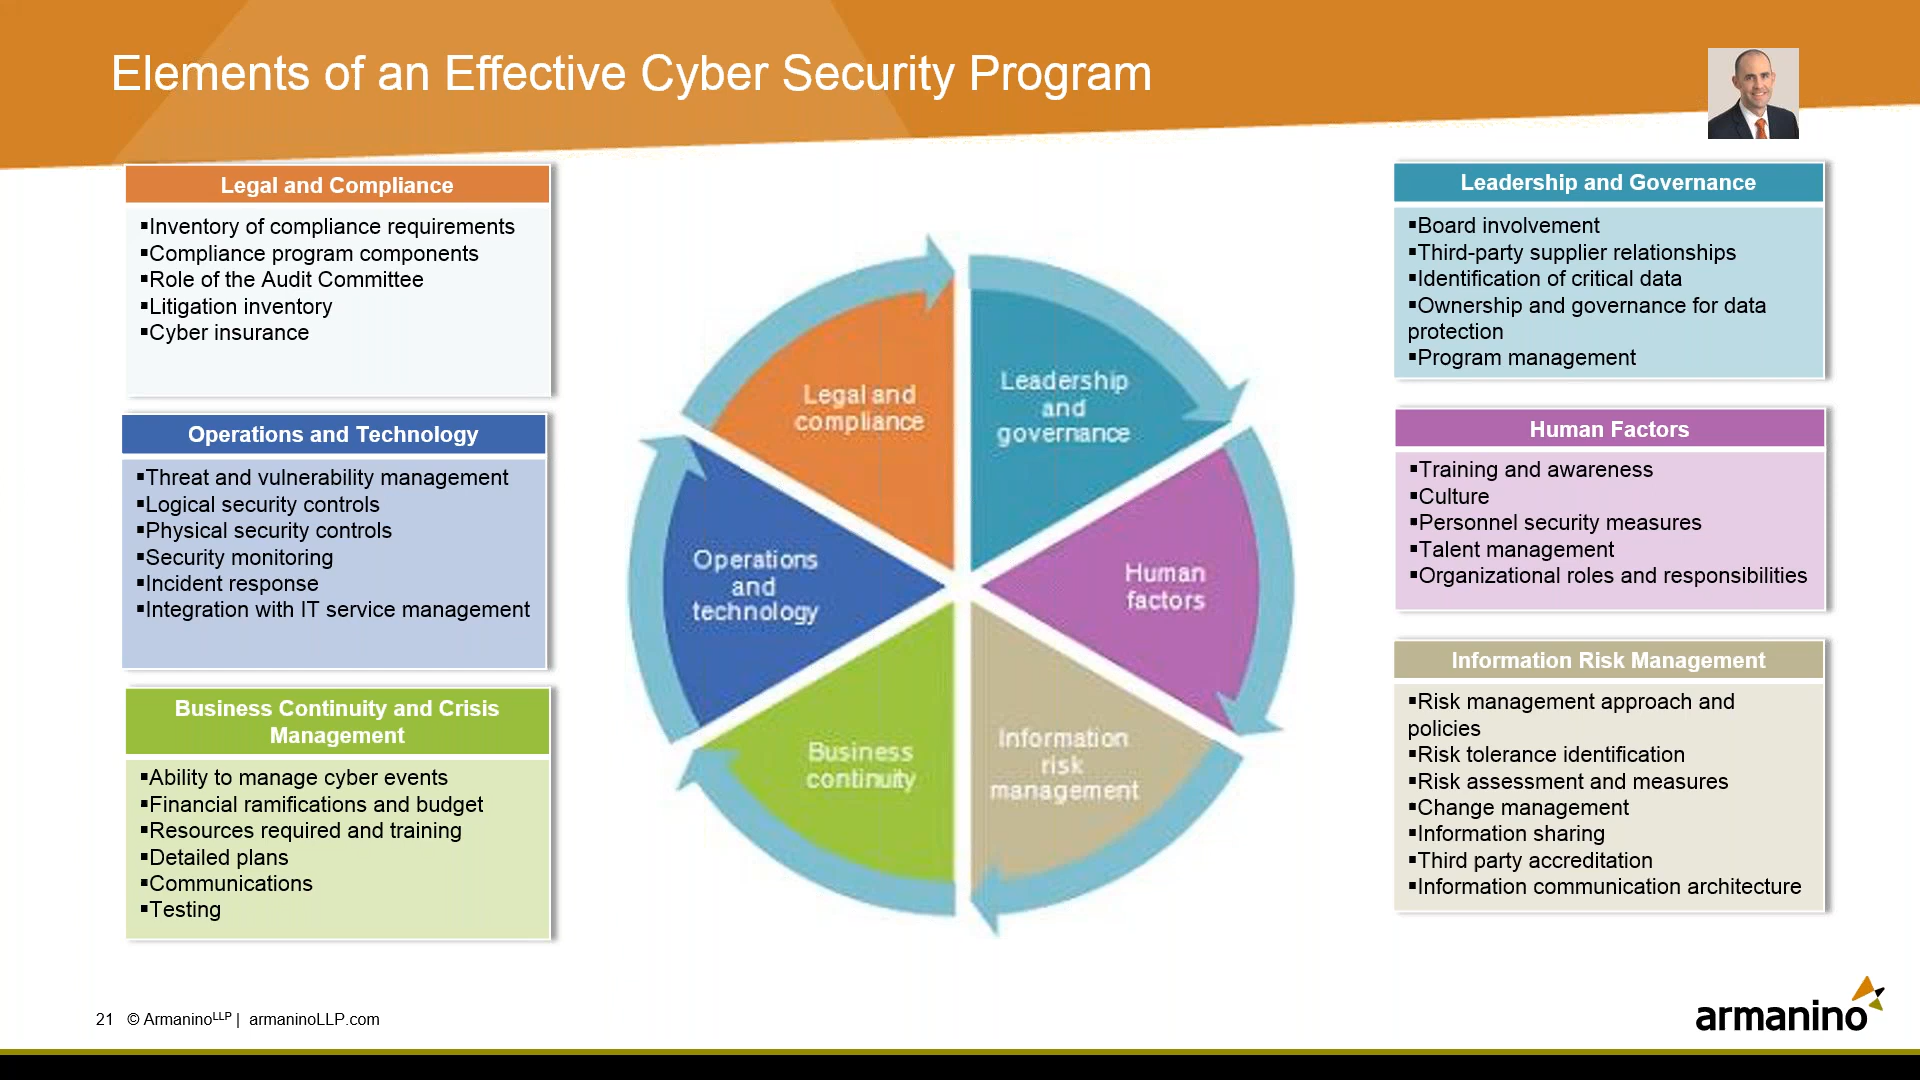 Elements of an Effective Cyber Security Program
Legal and Compliance
▪Inventory of compliance requirements
▪Compliance program components
▪Role of the Audit Committee
▪Litigation inventory
▪Cyber insurance
Operations and Technology
▪Threat and vulnerability management
▪Logical security controls
▪Physical security controls
▪Security monitoring
▪Incident response
▪Integration with IT service management
Business Continuity and Crisis
Management
▪Ability to manage cyber events
▪Financial ramifications and budget
▪Resources required and training
▪Detailed plans
▪Communications
▪Testing
Legal and
compliance
Leadership
and
governance
Operations
and
technology
Human
factors
Business
continuity
Information
risk
management
Leadership and Governance
▪Board involvement
▪Third-party supplier relationships
▪Identification of critical data
▪Ownership and governance for data
protection
▪Program management
Human Factors
▪Training and awareness
▪Culture
▪Personnel security measures
▪Talent management
▪Organizational roles and responsibilities
Information Risk Management
▪Risk management approach and
policies
▪Risk tolerance identification
▪Risk assessment and measures
▪Change management
▪Information sharing
▪Third party accreditation
▪Information communication architecture
21 © ArmaninoLLP | armaninoLLP.com
armanino